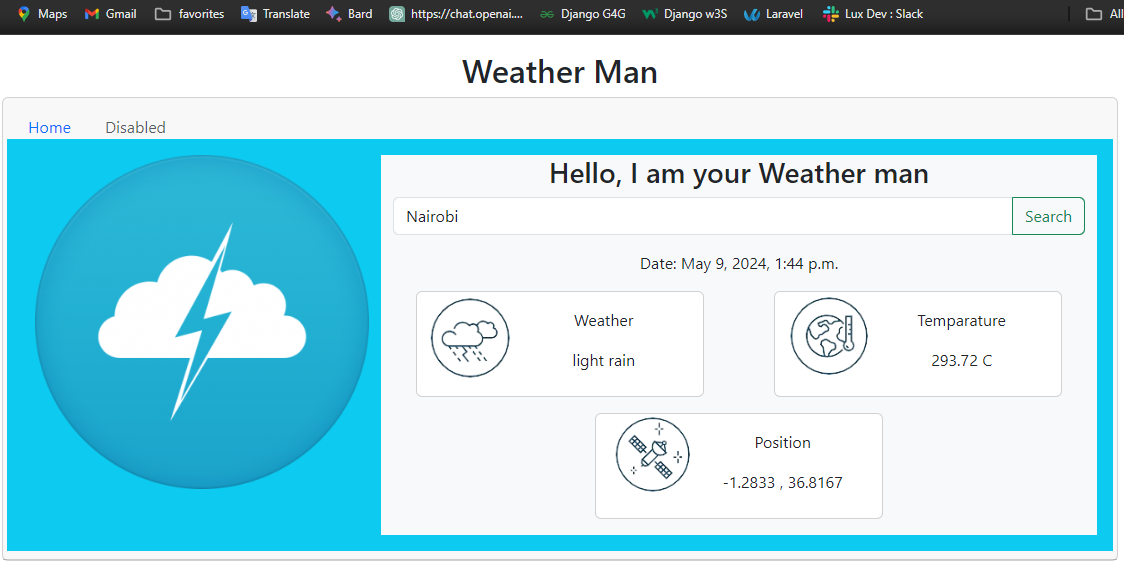 Maps Gmail favorites Translate Bard https://chat.openai.... Django G4G Django w3S Laravel Lux Dev : Slack All
Weather Man
Home Disabled
Hello, I am your Weather man
Nairobi Search
Date: May 9, 2024, 1:44 p.m.
Weather Temparature
light rain 293.72 C
Position
-1.2833 , 36.8167